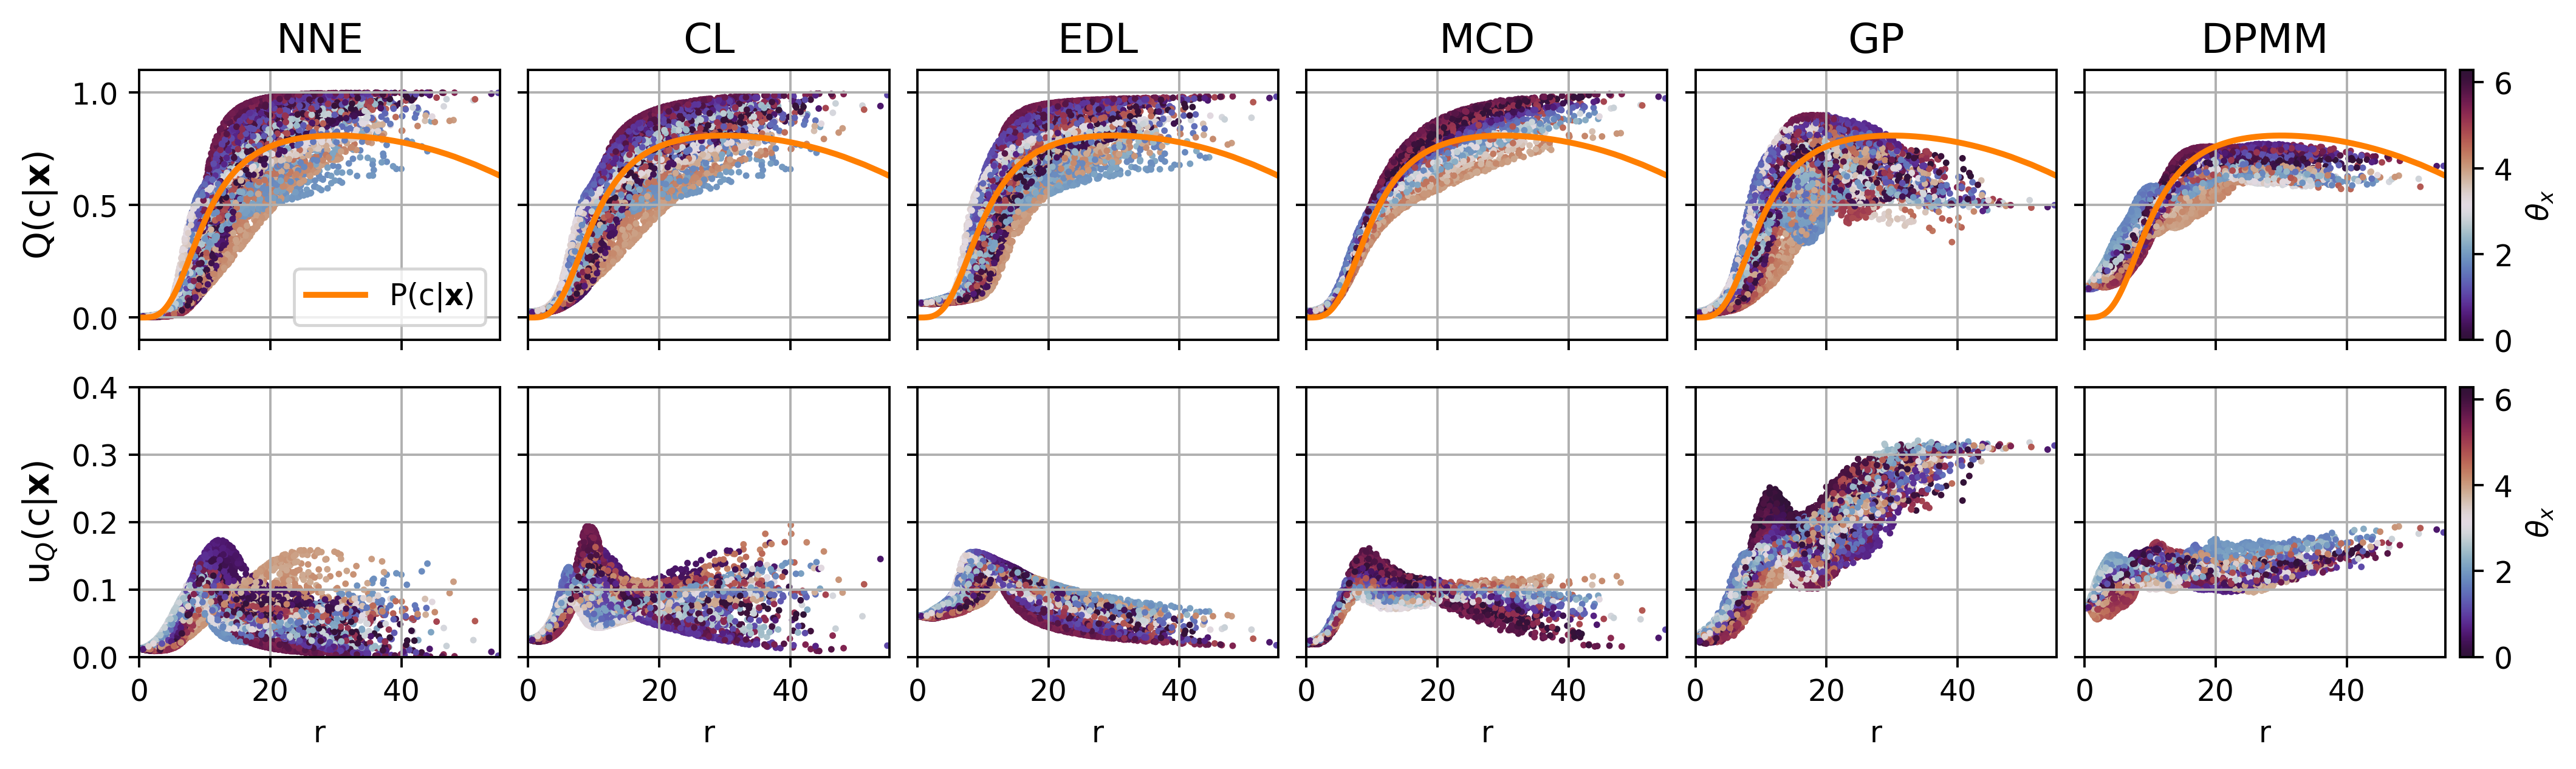 NNE CL EDL MCD GP DPMM
Q(c|x)
1.0
0.5
0.0
P(c|x)
6
4
2
0
θx
uQ(c|x)
0.4
0.3
0.2
0.1
0.0
6
4
2
0
θx
0 20 40 0 20 40 0 20 40 0 20 40 0 20 40 0 20 40
r r r r r r